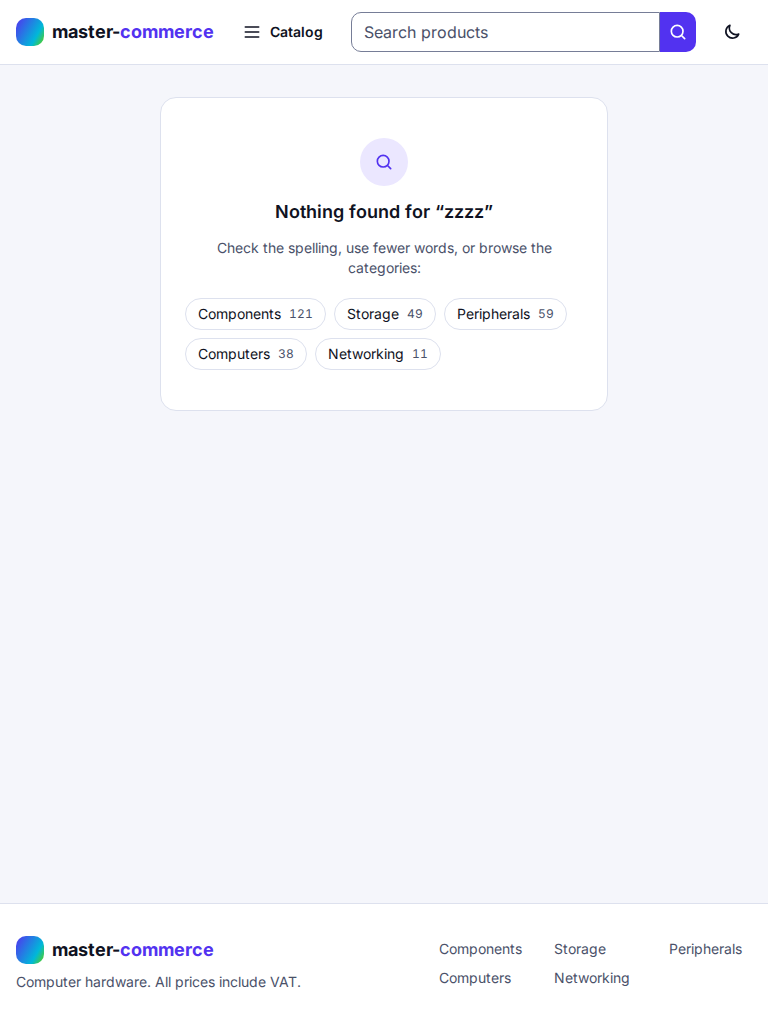 master-commerce
Catalog
Search products
Nothing found for “zzzz”
Check the spelling, use fewer words, or browse the
categories:
Components 121
Storage 49
Peripherals 59
Computers 38
Networking 11
master-commerce
Computer hardware. All prices include VAT.
Components
Storage
Peripherals
Computers
Networking